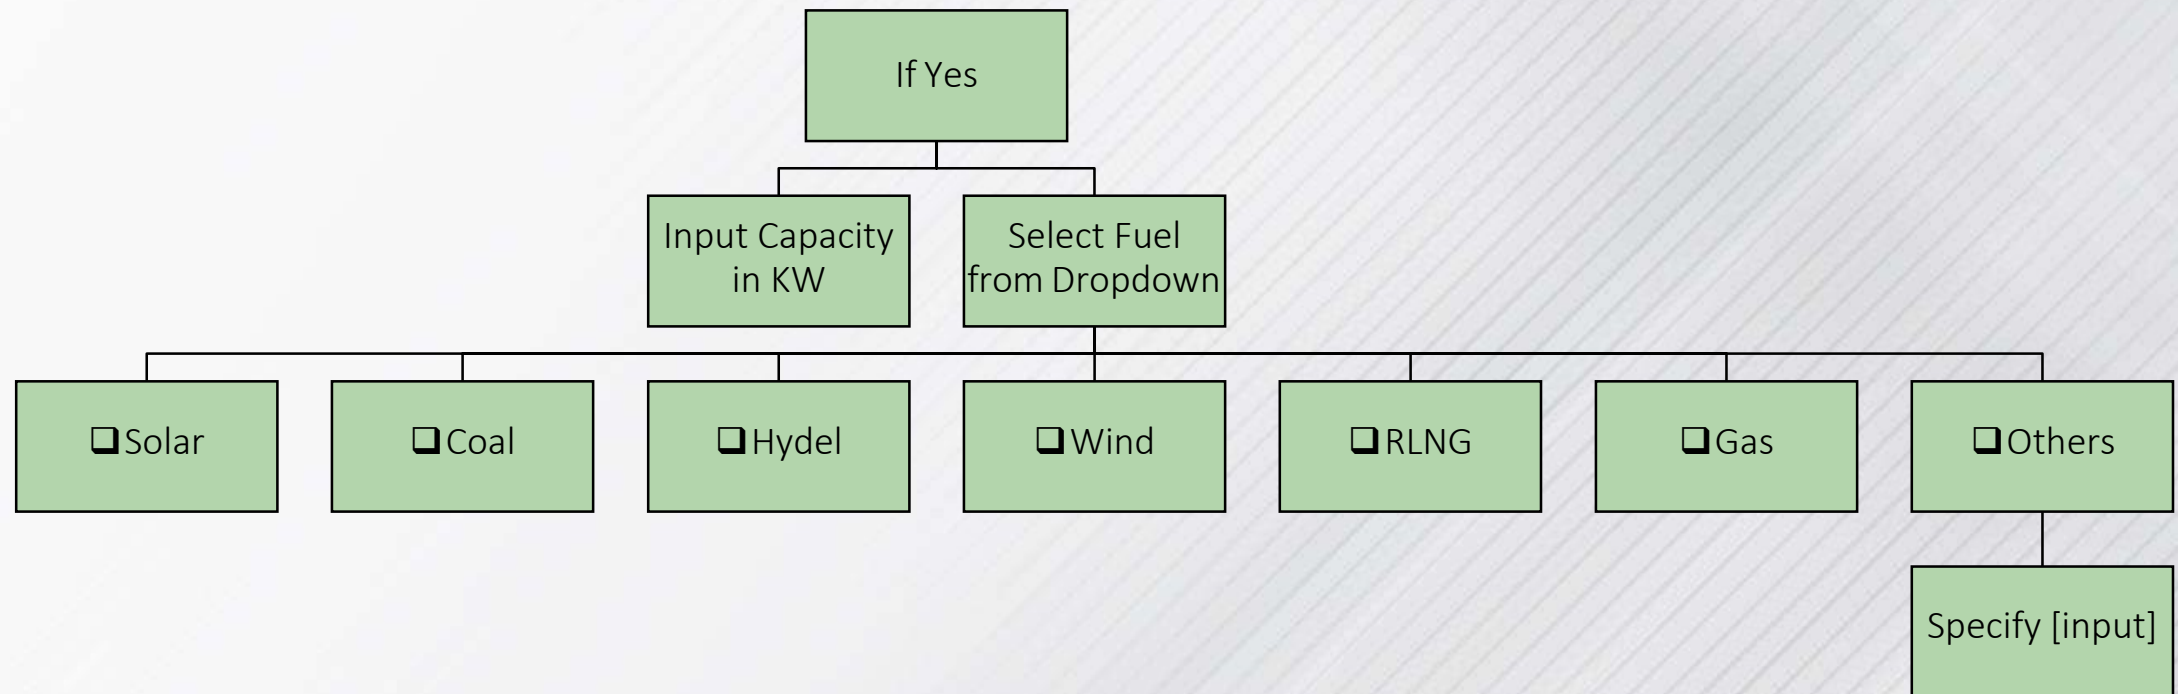 If Yes
Input Capacity
in KW
Select Fuel
from Dropdown
❑Solar
❑Coal
❑Hydel
❑Wind
❑RLNG
❑Gas
❑Others
Specify [input]